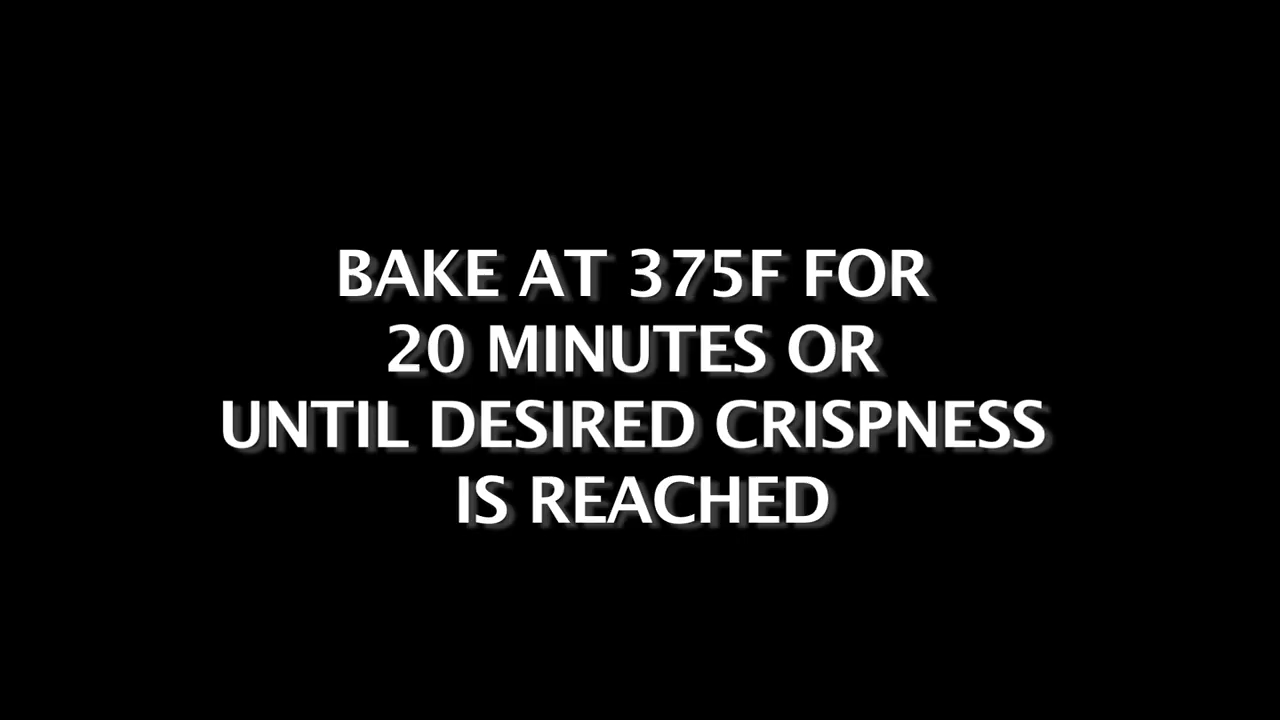 BAKE AT 375F FOR
20 MINUTES OR
UNTIL DESIRED CRISPNESS
IS REACHED